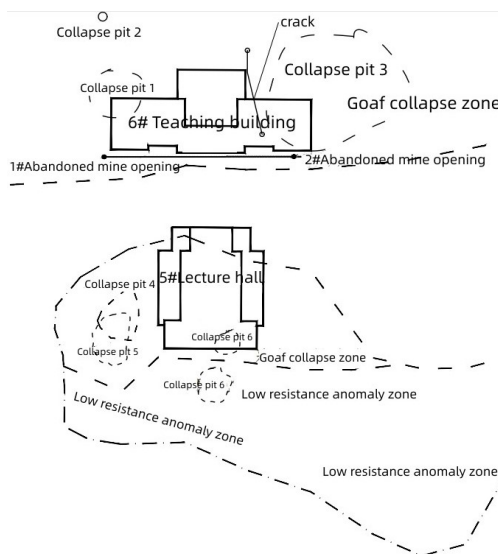 crack
Collapse pit 2
Collapse pit 3
Collapse pit 1
Goaf collapse zone
6# Teaching building
1#Abandoned mine opening
2#Abandoned mine opening
5#Lecture hall
Collapse pit 4
Collapse pit 6
Collapse pit 5
Goaf collapse zone
Collapse pit 6
Low resistance anomaly zone
Low resistance anomaly zone
Low resistance anomaly zone